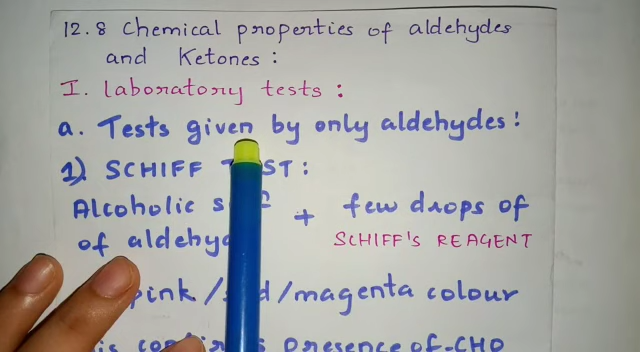 12.8 Chemical properties of aldehydes
and Ketones :
I. laboratory tests :
a. Tests given by only aldehydes !
1) SCHIFF ST :
Alcoholic
+ few drops of
of
SCHIFF'S REAGENT
pink / /magenta colour
presence of -CHO